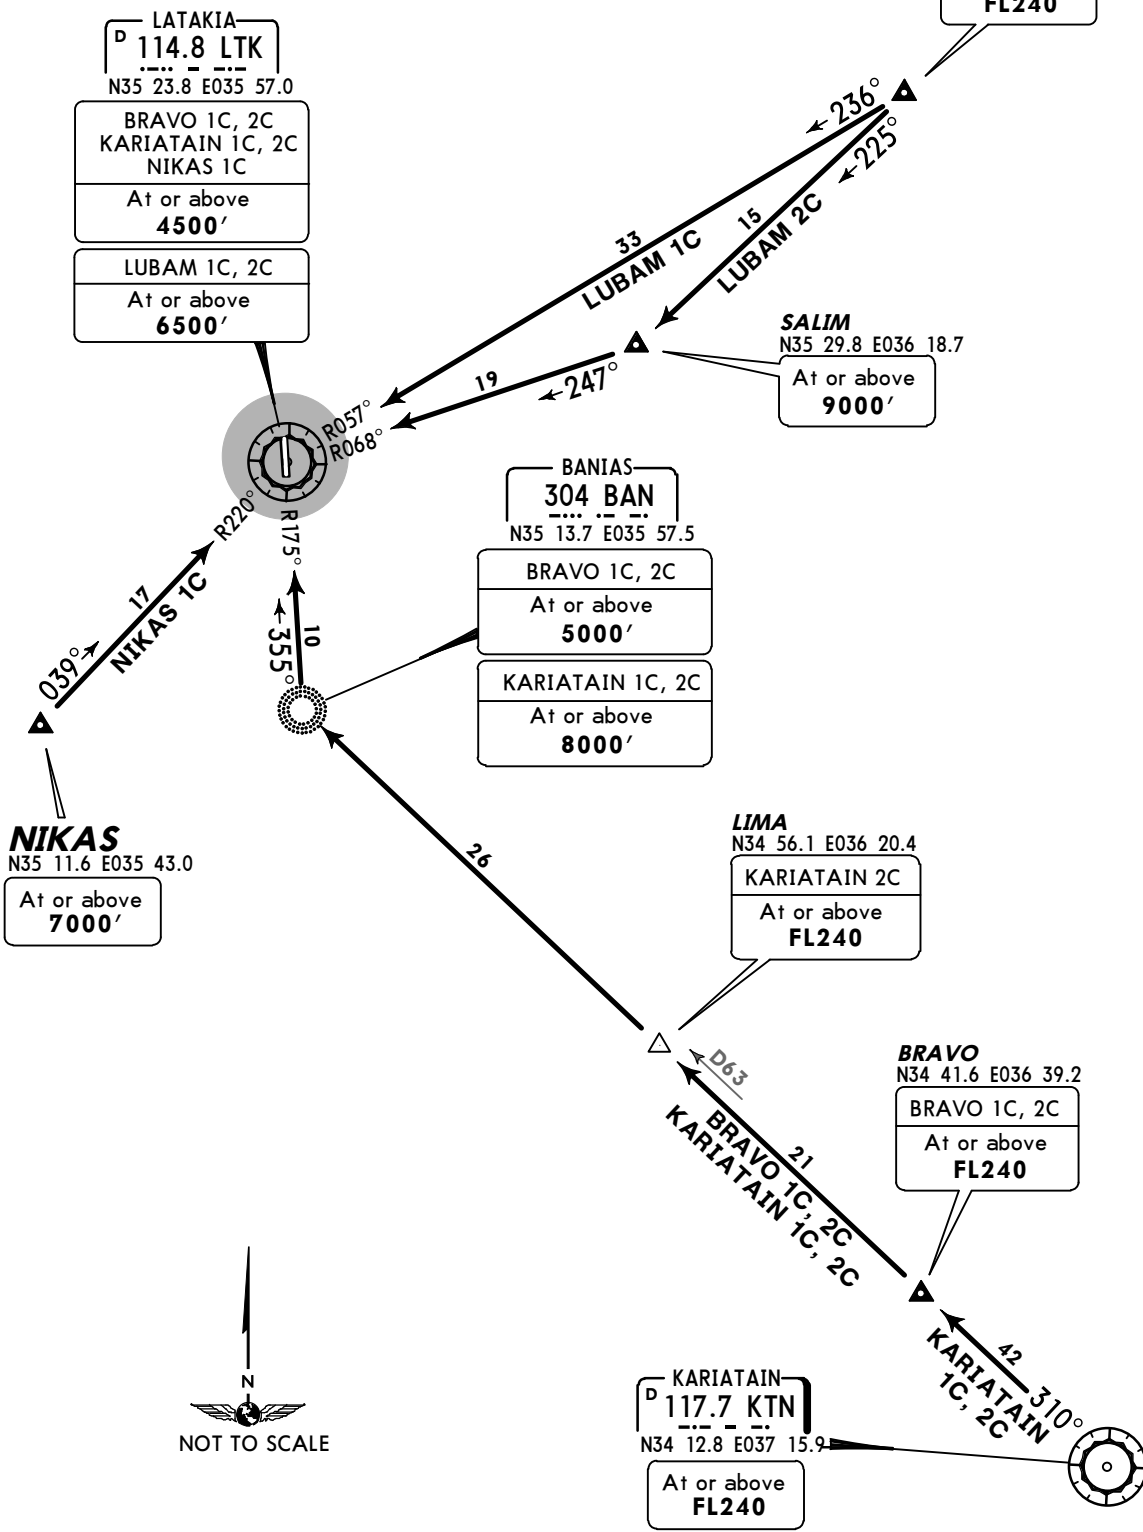 FL240
LATAKIA
D 114.8 LTK
N35 23.8 E035 57.0
BRAVO 1C, 2C
KARIATAIN 1C, 2C
NIKAS 1C
At or above
4500'
LUBAM 1C, 2C
At or above
6500'
236°
225°
33
LUBAM 1C
15
LUBAM 2C
SALIM
N35 29.8 E036 18.7
At or above
9000'
19
247°
R057°
R068°
R220°
R175°
BANIAS
304 BAN
N35 13.7 E035 57.5
BRAVO 1C, 2C
At or above
5000'
KARIATAIN 1C, 2C
At or above
8000'
17
NIKAS 1C
039°
10
355°
NIKAS
N35 11.6 E035 43.0
At or above
7000'
26
LIMA
N34 56.1 E036 20.4
KARIATAIN 2C
At or above
FL240
D63
BRAVO
N34 41.6 E036 39.2
BRAVO 1C, 2C
At or above
FL240
21
BRAVO 1C, 2C
KARIATAIN 1C, 2C
42
KARIATAIN
1C, 2C
310°
KARIATAIN
D 117.7 KTN
N34 12.8 E037 15.9
At or above
FL240
N
NOT TO SCALE